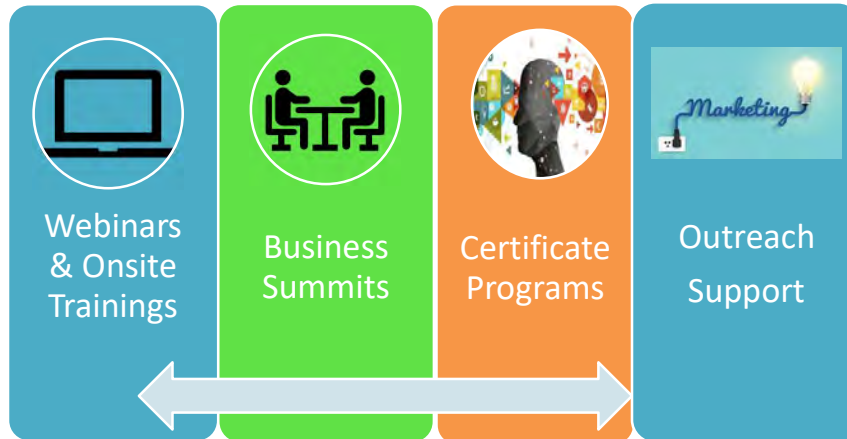 Webinars
& Onsite
Trainings
Business
Summits
Certificate
Programs
Marketing
Outreach
Support